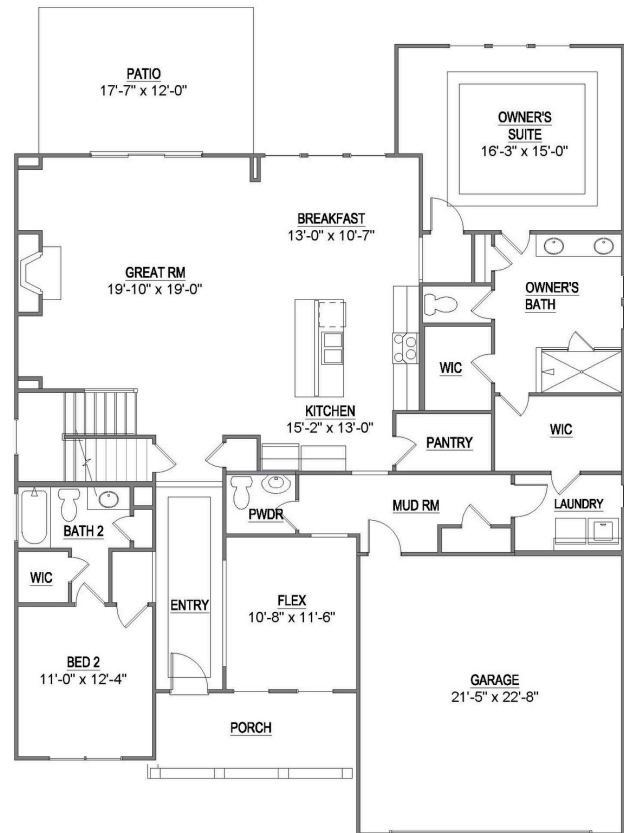 PATIO
17'-7" x 12'-0"
OWNER'S
SUITE
16'-3" x 15'-0"
BREAKFAST
13'-0" x 10'-7"
GREAT RM
19'-10" x 19'-0"
OWNER'S
BATH
WIC
KITCHEN
15'-2" x 13'-0"
PANTRY
WIC
PWDR
MUD RM
LAUNDRY
BATH 2
WIC
ENTRY
FLEX
10'-8" x 11'-6"
BED 2
11'-0" x 12'-4"
GARAGE
21'-5" x 22'-8"
PORCH